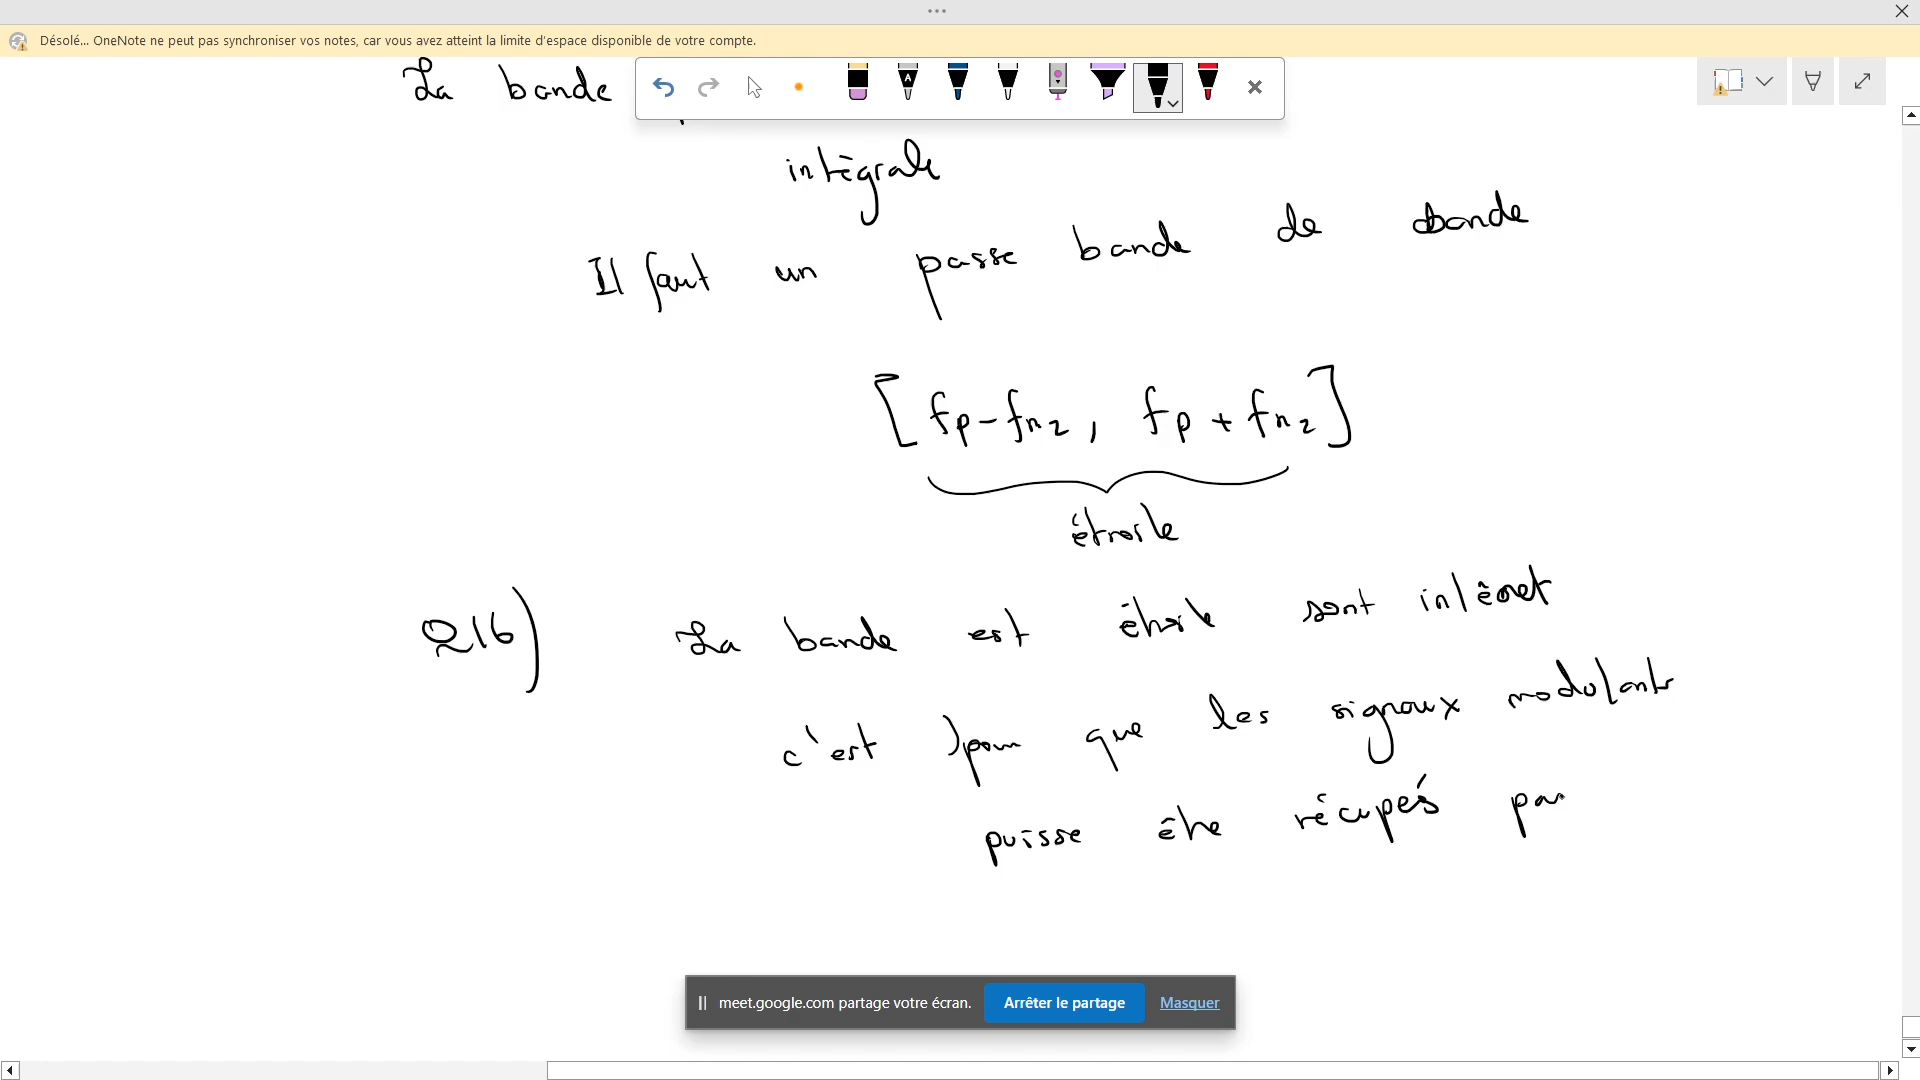 Désolé... OneNote ne peut pas synchroniser vos notes, car vous avez atteint la limite d'espace disponible de votre compte.
La bande
intégrale
Il faut un passe bande de bande
[fp-fm2, fp+fm2]
étroite
Q16) La bande est étroite sont intéret
c'est pour que les signaux modulants
puisse être récupés par
meet.google.com partage votre écran. Arrêter le partage Masquer